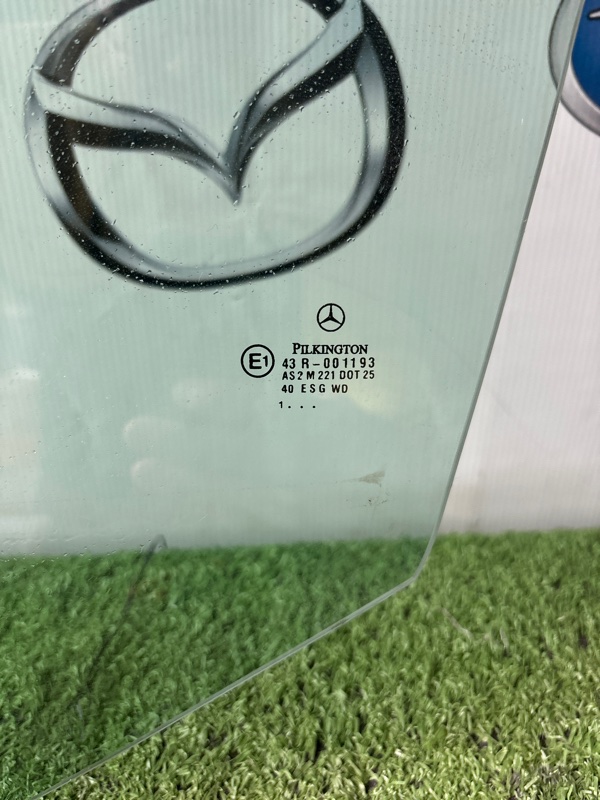 PILKINGTON
E1
43 R-001193
AS2 M 221 DOT 25
40 ESG WD
1. . .